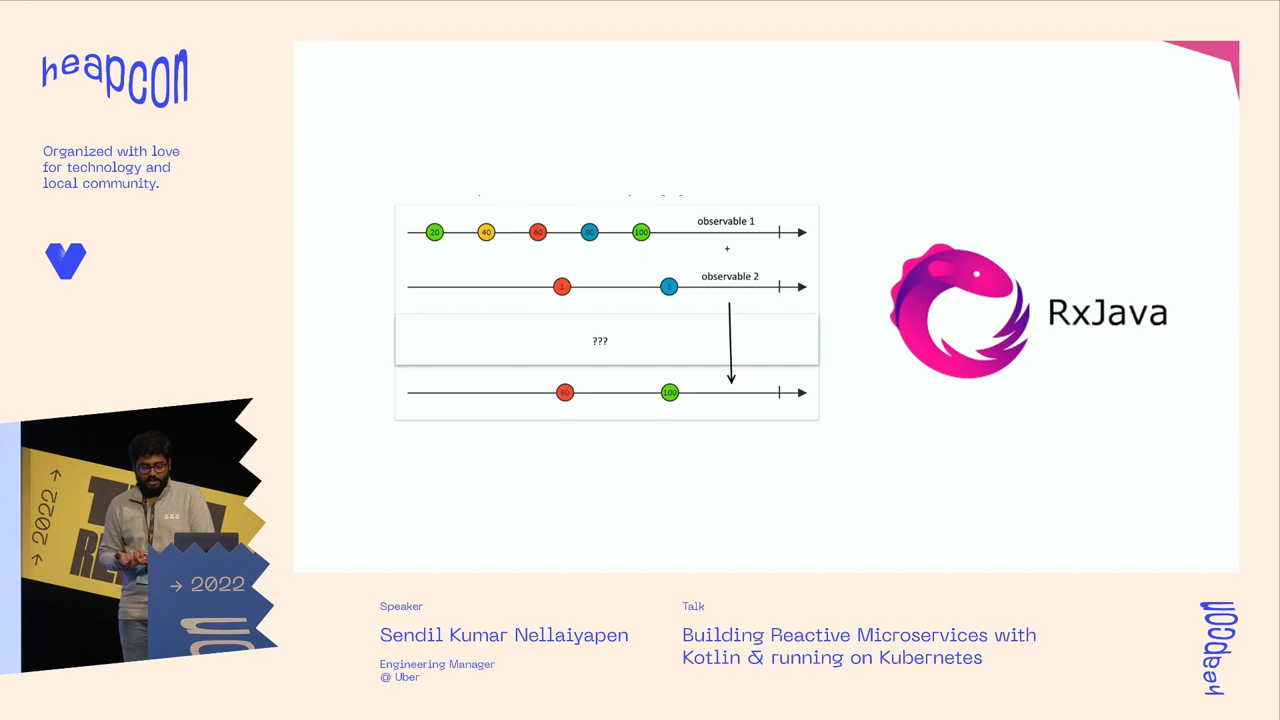 heapcon
Organized with love
for technology and
local community.
20 40 60 80 100
observable 1
+
observable 2
1 1
???
60 100
RxJava
→ 2022 →
→ 2022
Speaker
Sendil Kumar Nellaiyapen
Engineering Manager
@ Uber
Talk
Building Reactive Microservices with
Kotlin & running on Kubernetes
heapcon